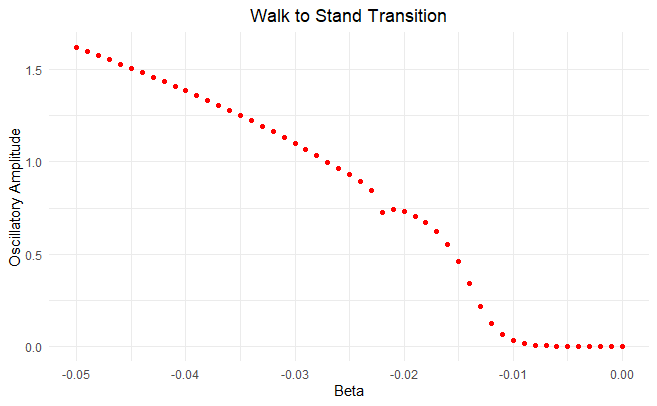 Walk to Stand Transition
Oscillatory Amplitude
1.5
1.0
0.5
0.0
-0.05 -0.04 -0.03 -0.02 -0.01 0.00
Beta